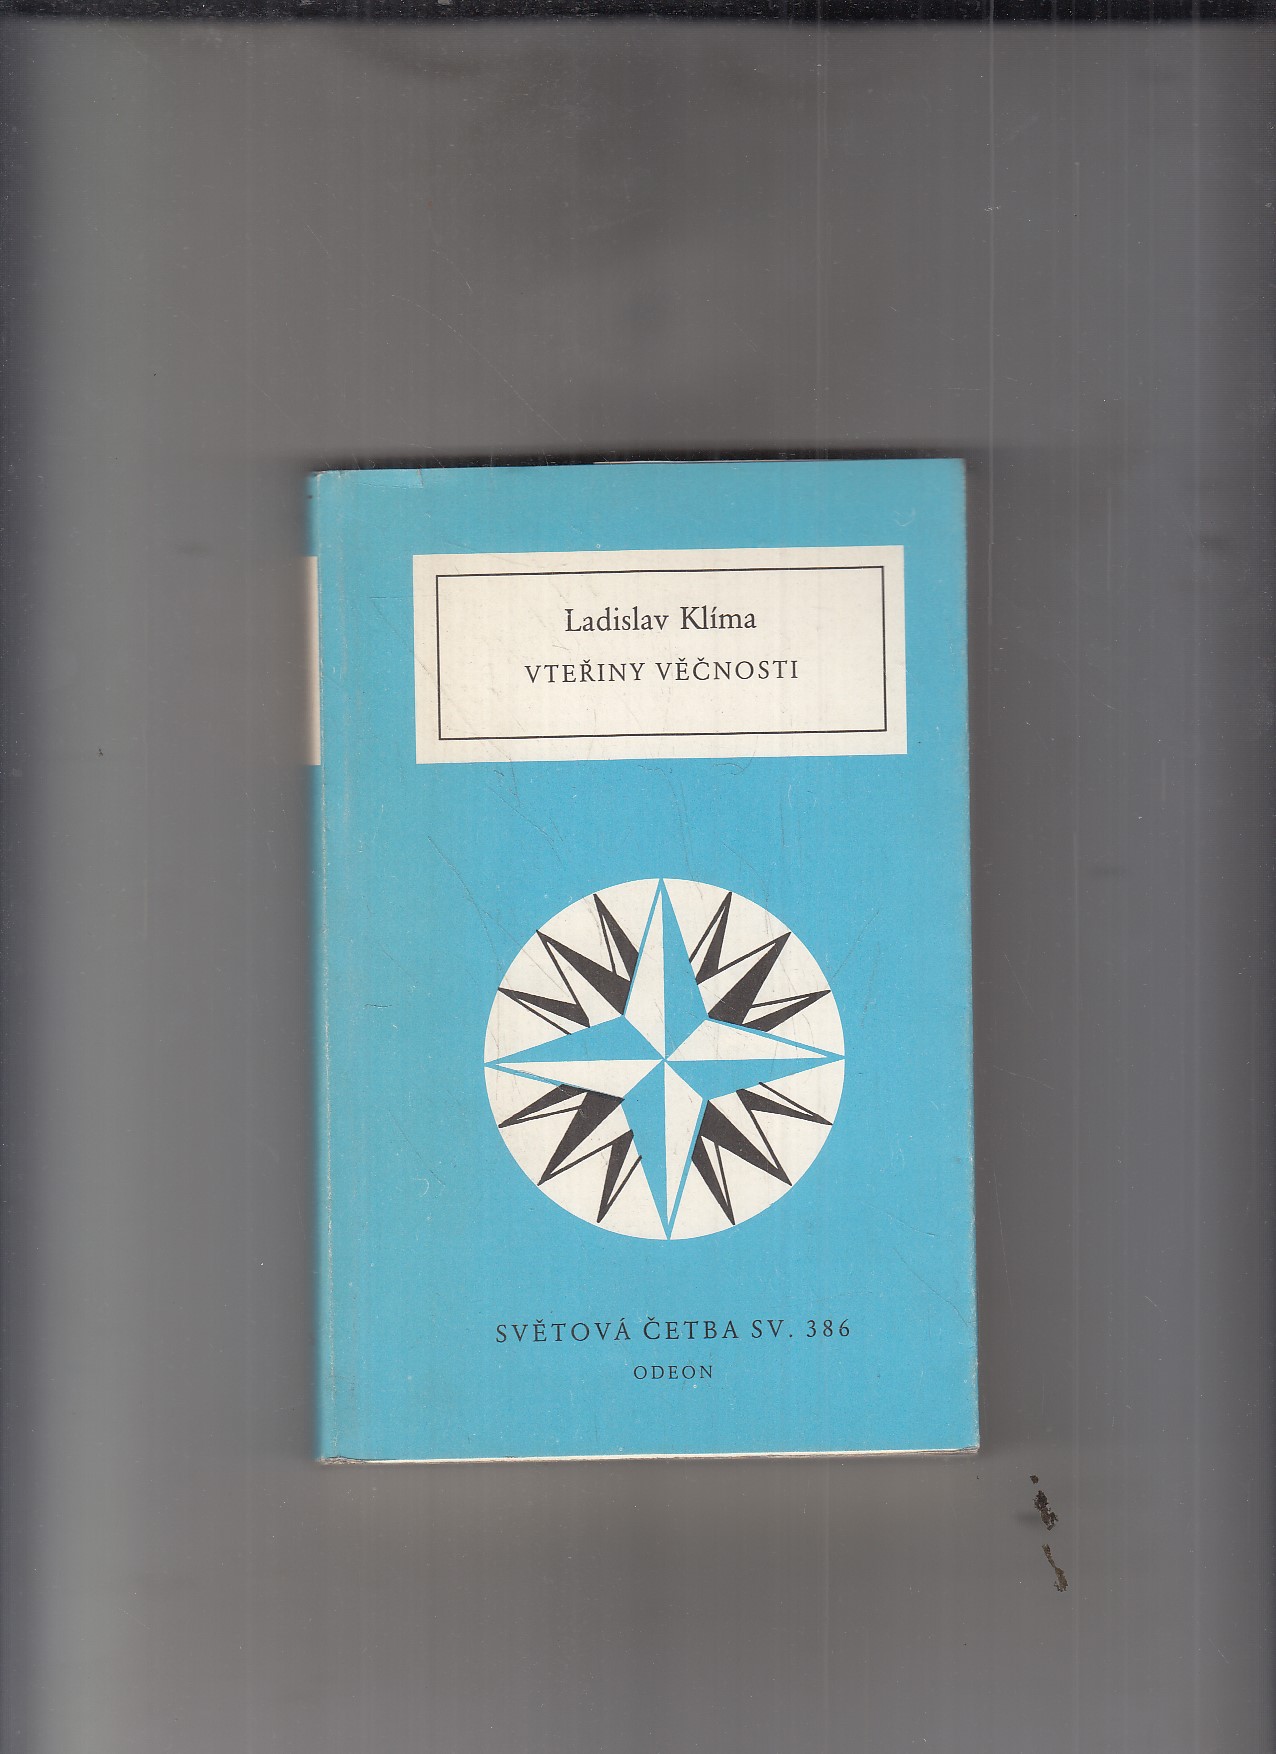 Ladislav Klíma
VTEŘINY VĚČNOSTI
SVĚTOVÁ ČETBA SV. 386
ODEON